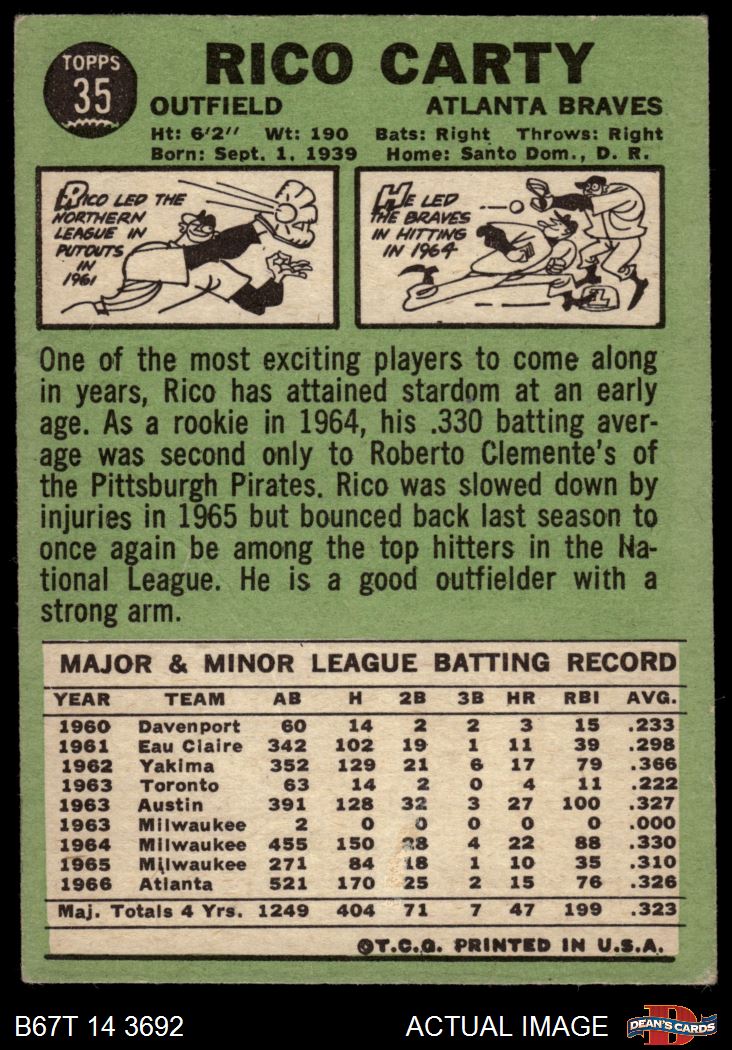 TOPPS
35
RICO CARTY
OUTFIELD ATLANTA BRAVES
Ht: 6'2" Wt: 190 Bats: Right Throws: Right
Born: Sept. 1, 1939 Home: Santo Dom., D. R.
RICO LED THE
NORTHERN
LEAGUE IN
PUTOUTS
IN
1961
HE LED
THE BRAVES
IN HITTING
IN 1964
One of the most exciting players to come along
in years, Rico has attained stardom at an early
age. As a rookie in 1964, his .330 batting aver-
age was second only to Roberto Clemente's of
the Pittsburgh Pirates. Rico was slowed down by
injuries in 1965 but bounced back last season to
once again be among the top hitters in the Na-
tional League. He is a good outfielder with a
strong arm.
MAJOR & MINOR LEAGUE BATTING RECORD
YEAR TEAM AB H 2B 3B HR RBI AVG.
1960 Davenport 60 14 2 2 3 15 .233
1961 Eau Claire 342 102 19 1 11 39 .298
1962 Yakima 352 129 21 6 17 79 .366
1963 Toronto 63 14 2 0 4 11 .222
1963 Austin 391 128 32 3 27 100 .327
1963 Milwaukee 2 0 0 0 0 0 .000
1964 Milwaukee 455 150 28 4 22 88 .330
1965 Milwaukee 271 84 18 1 10 35 .310
1966 Atlanta 521 170 25 2 15 76 .326
Maj. Totals 4 Yrs. 1249 404 71 7 47 199 .323
©T.C.G. PRINTED IN U.S.A.
B67T 14 3692 ACTUAL IMAGE D DEAN'S CARDS